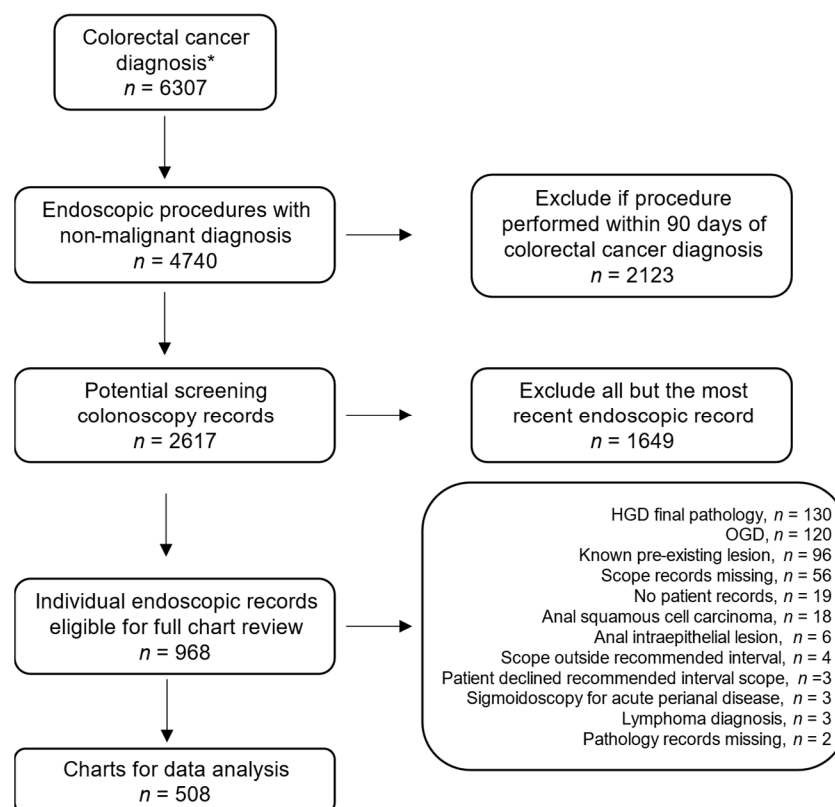 Colorectal cancer
diagnosis*
n = 6307
Endoscopic procedures with
non-malignant diagnosis
n = 4740
Exclude if procedure
performed within 90 days of
colorectal cancer diagnosis
n = 2123
Potential screening
colonoscopy records
n = 2617
Exclude all but the most
recent endoscopic record
n = 1649
Individual endoscopic records
eligible for full chart review
n = 968
HGD final pathology, n = 130
OGD, n = 120
Known pre-existing lesion, n = 96
Scope records missing, n = 56
No patient records, n = 19
Anal squamous cell carcinoma, n = 18
Anal intraepithelial lesion, n = 6
Scope outside recommended interval, n = 4
Patient declined recommended interval scope, n =3
Sigmoidoscopy for acute perianal disease, n = 3
Lymphoma diagnosis, n = 3
Pathology records missing, n = 2
Charts for data analysis
n = 508